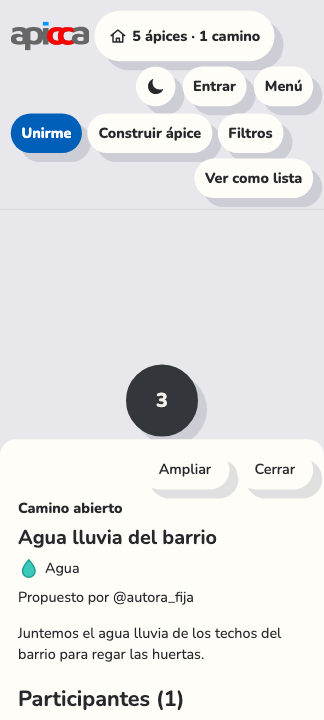 apicca
5 ápices · 1 camino
Entrar
Menú
Unirme
Construir ápice
Filtros
Ver como lista
3
Ampliar
Cerrar
Camino abierto
Agua lluvia del barrio
Agua
Propuesto por @autora_fija
Juntemos el agua lluvia de los techos del
barrio para regar las huertas.
Participantes (1)